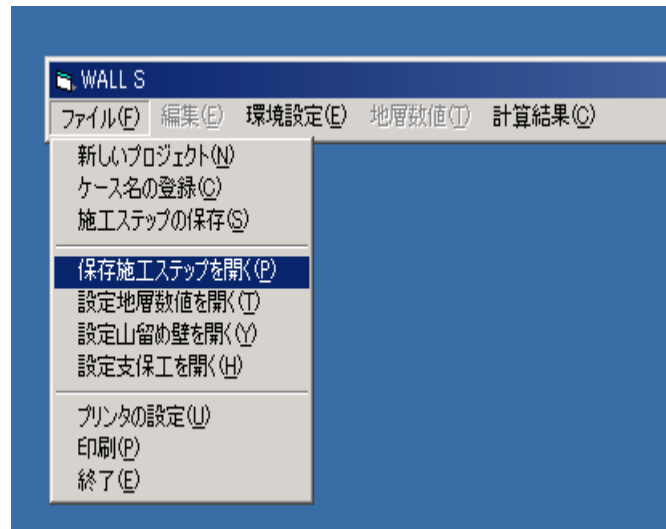 WALL S
ファイル(F) 編集(E) 環境設定(E) 地層数値(T) 計算結果(C)
新しいプロジェクト(N)
ケース名の登録(C)
施工ステップの保存(S)
保存施工ステップを開く(P)
設定地層数値を開く(T)
設定山留め壁を開く(Y)
設定支保工を開く(H)
プリンタの設定(U)
印刷(P)
終了(E)